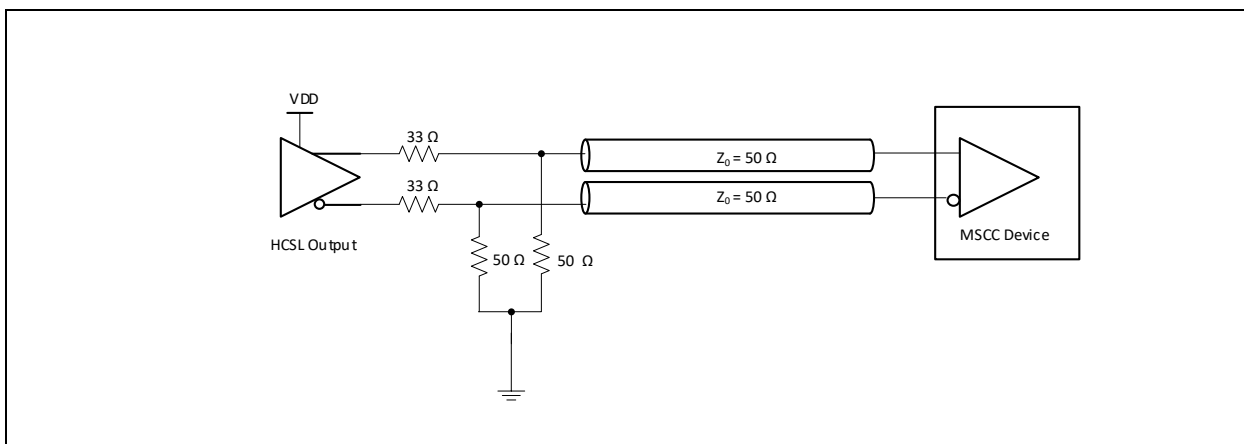 VDD
33 Ω
33 Ω
Z₀ = 50 Ω
Z₀ = 50 Ω
HCSL Output
MSCC Device
50 Ω
50 Ω